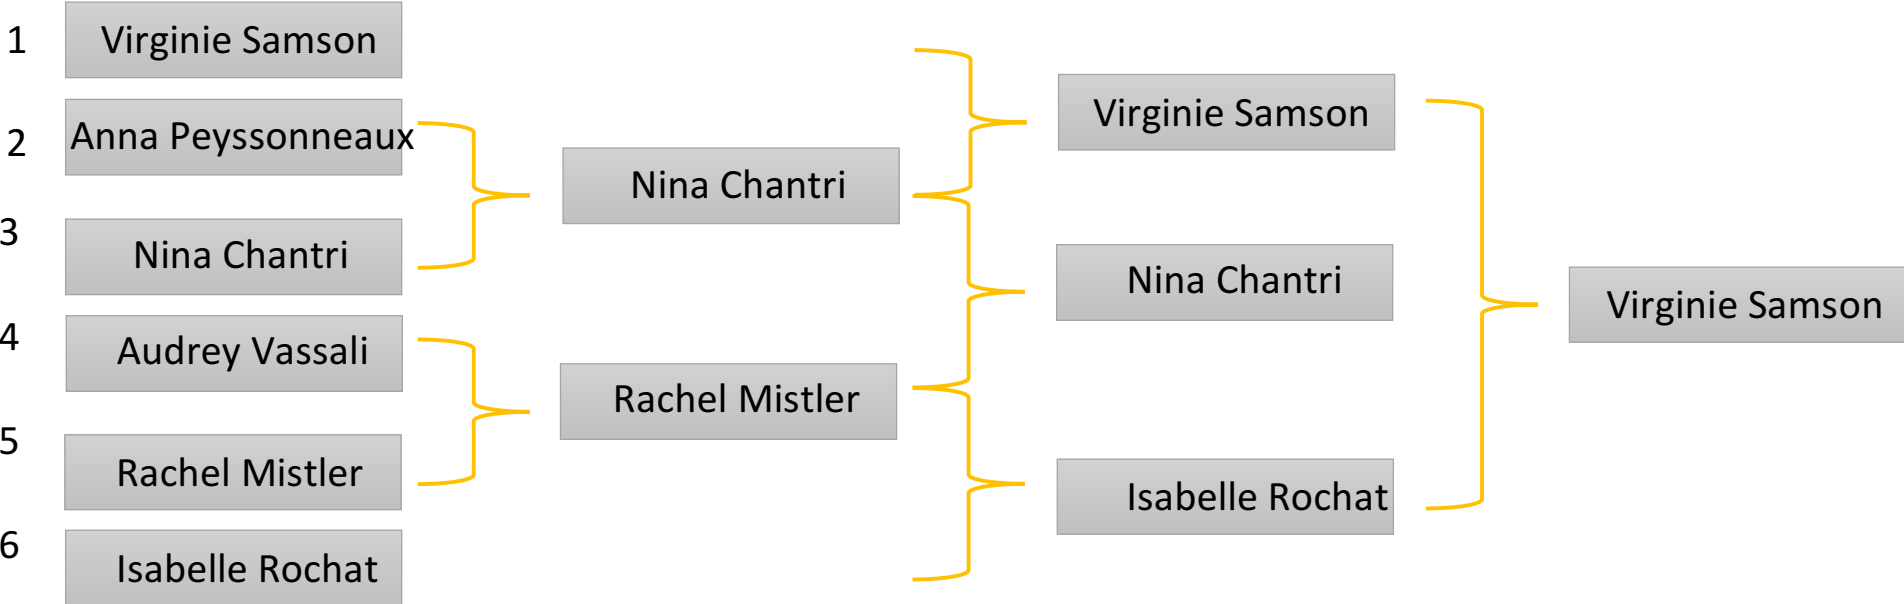 1 Virginie Samson
2 Anna Peyssonneaux
3 Nina Chantri
4 Audrey Vassali
5 Rachel Mistler
6 Isabelle Rochat
Nina Chantri
Rachel Mistler
Virginie Samson
Nina Chantri
Isabelle Rochat
Virginie Samson